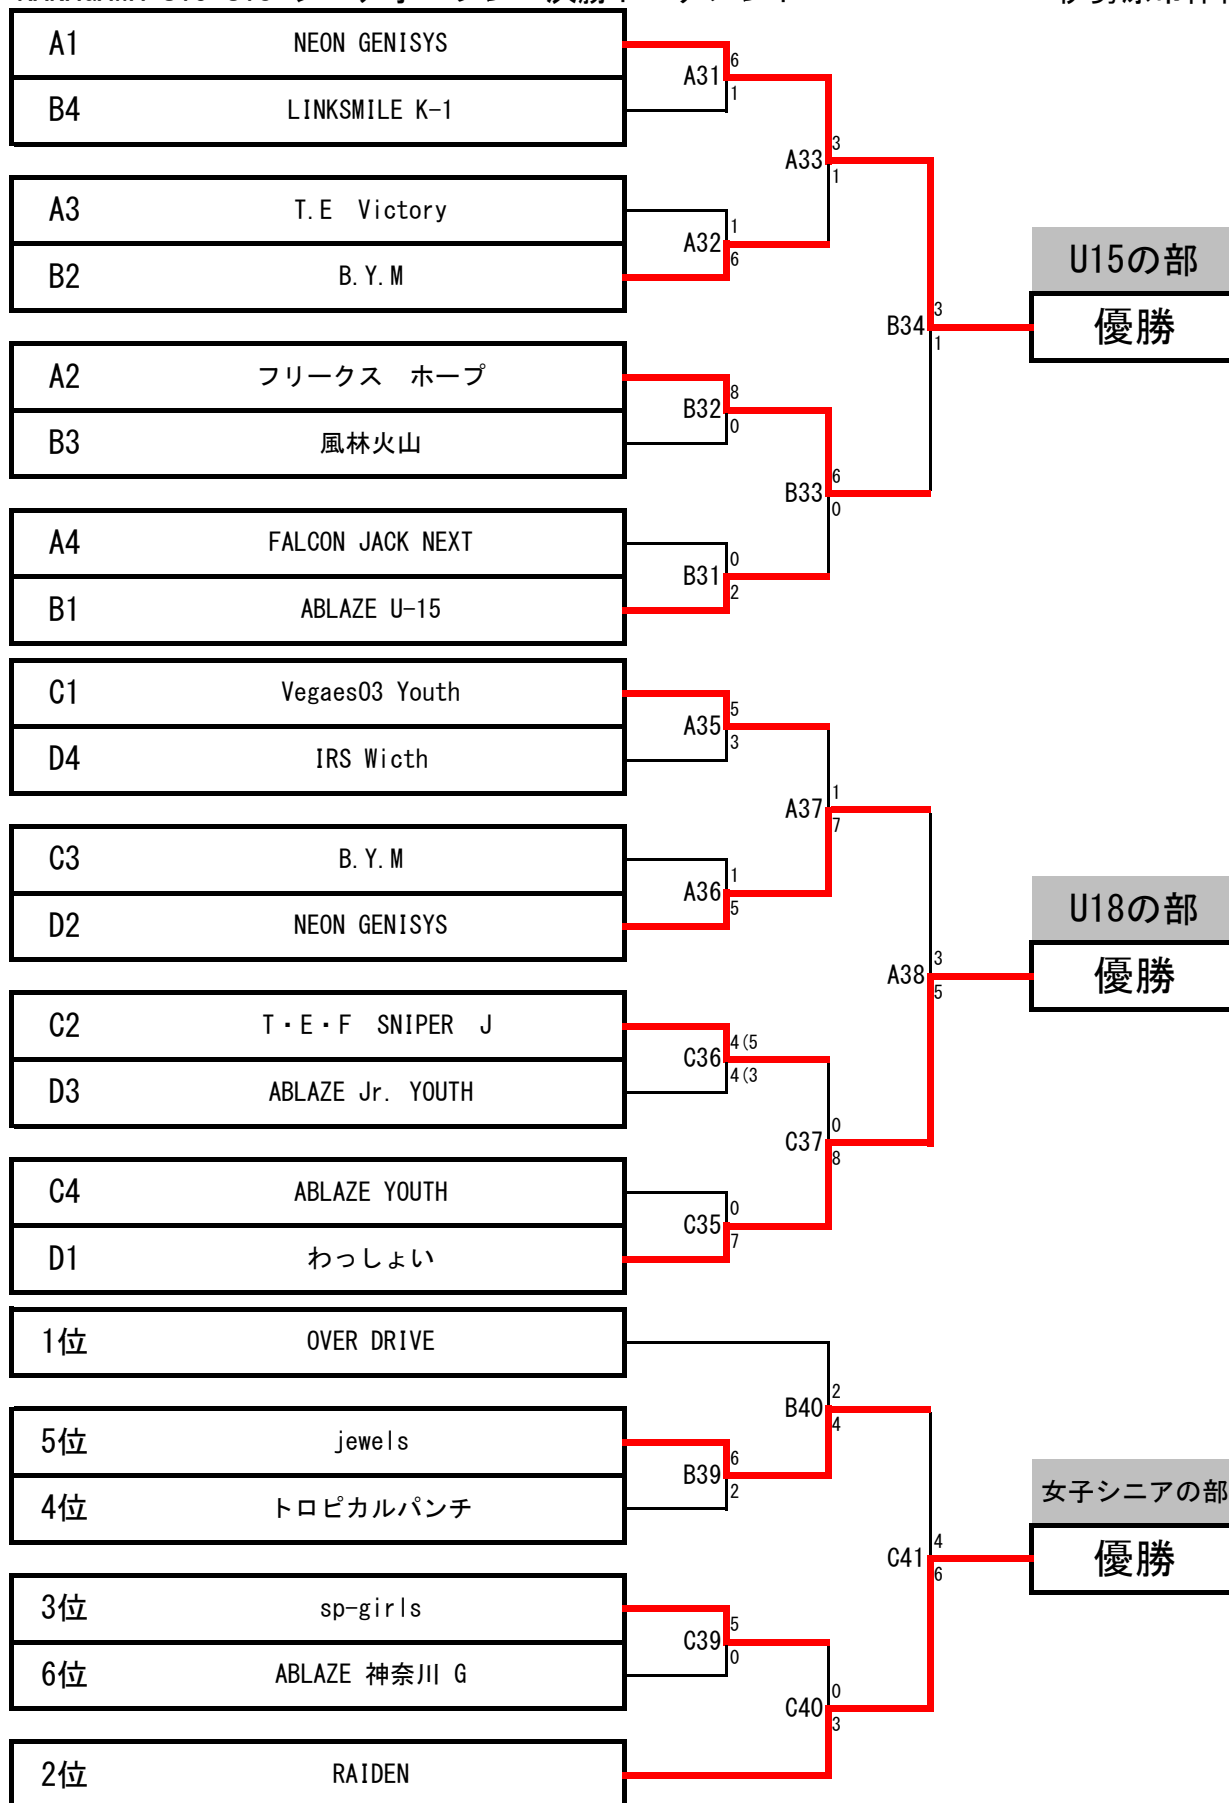 A1 NEON GENISYS
6
A31
1
B4 LINKSMILE K-1
3
A33
1
A3 T.E Victory
1
A32
6
U15の部
B2 B.Y.M
3
B34
優勝
1
A2 フリークス ホープ
8
B32
0
B3 風林火山
6
B33
0
A4 FALCON JACK NEXT
0
B31
2
B1 ABLAZE U-15
C1 Vegaes03 Youth
5
A35
3
D4 IRS Wicth
1
A37
7
C3 B.Y.M
1
A36
5
U18の部
D2 NEON GENISYS
3
A38
優勝
5
C2 T・E・F SNIPER J
4(5
C36
4(3
D3 ABLAZE Jr. YOUTH
0
C37
8
C4 ABLAZE YOUTH
0
C35
7
D1 わっしょい
1位 OVER DRIVE
2
B40
4
5位 jewels
6
B39
2
女子シニアの部
4位 トロピカルパンチ
4
C41
優勝
6
3位 sp-girls
5
C39
0
6位 ABLAZE 神奈川 G
0
C40
3
2位 RAIDEN